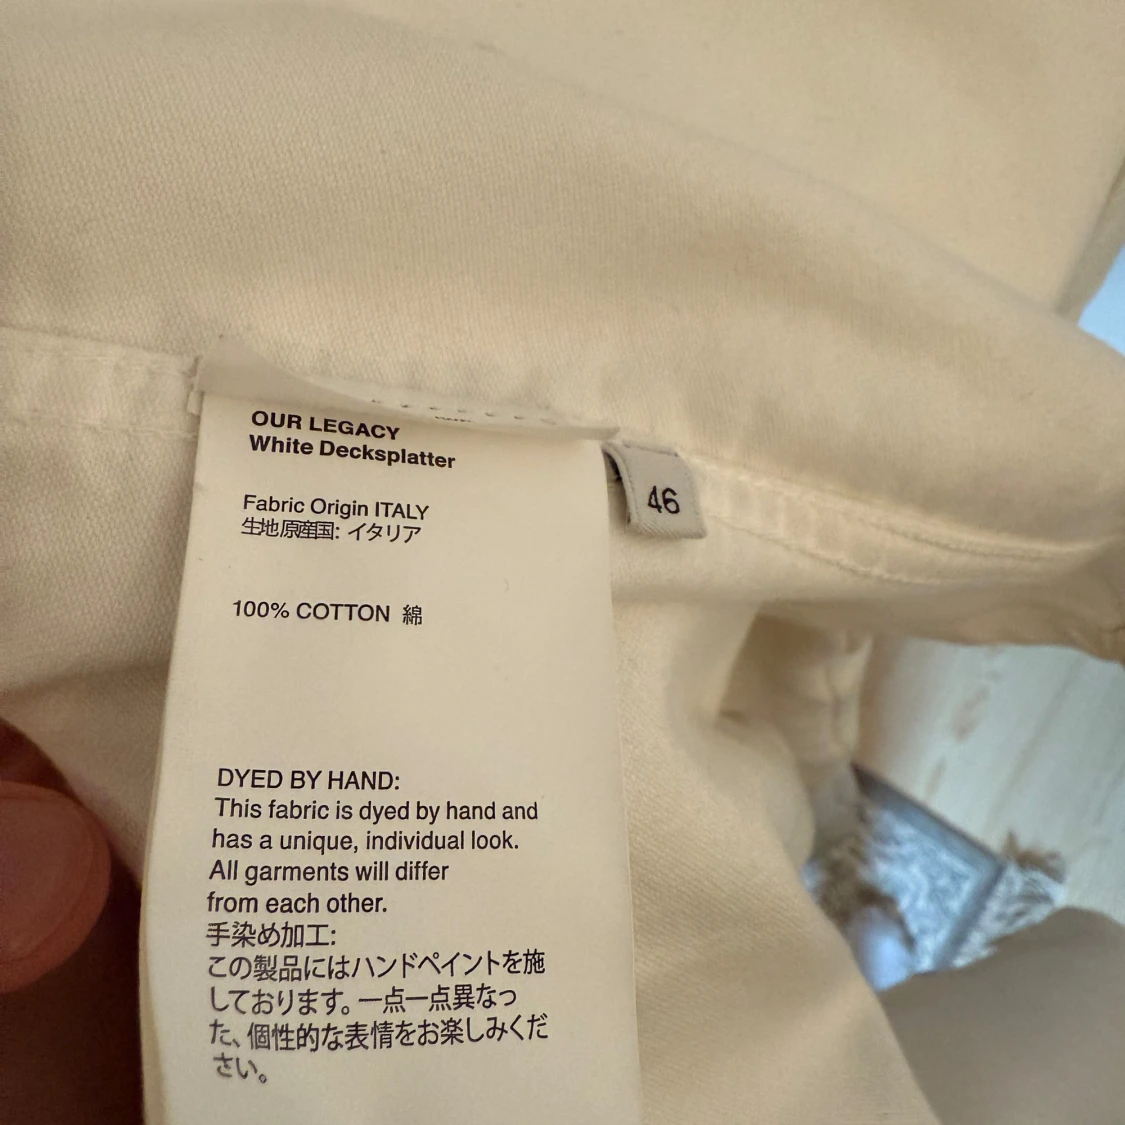 OUR LEGACY
White Decksplatter
46
Fabric Origin ITALY
生地原産国: イタリア
100% COTTON 綿
DYED BY HAND:
This fabric is dyed by hand and
has a unique, individual look.
All garments will differ
from each other.
手染め加工:
この製品にはハンドペイントを施
しております。一点一点異なっ
た、個性的な表情をお楽しみくだ
さい。